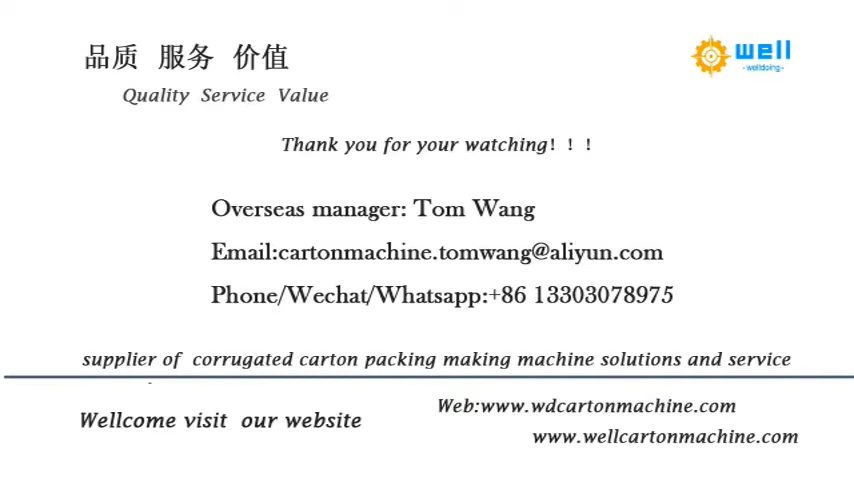 品质 服务 价值
well
-welldoing-
Quality Service Value
Thank you for your watching！！！
Overseas manager: Tom Wang
Email:cartonmachine.tomwang@aliyun.com
Phone/Wechat/Whatsapp:+86 13303078975
supplier of corrugated carton packing making machine solutions and service
Wellcome visit our website
Web:www.wdcartonmachine.com
www.wellcartonmachine.com